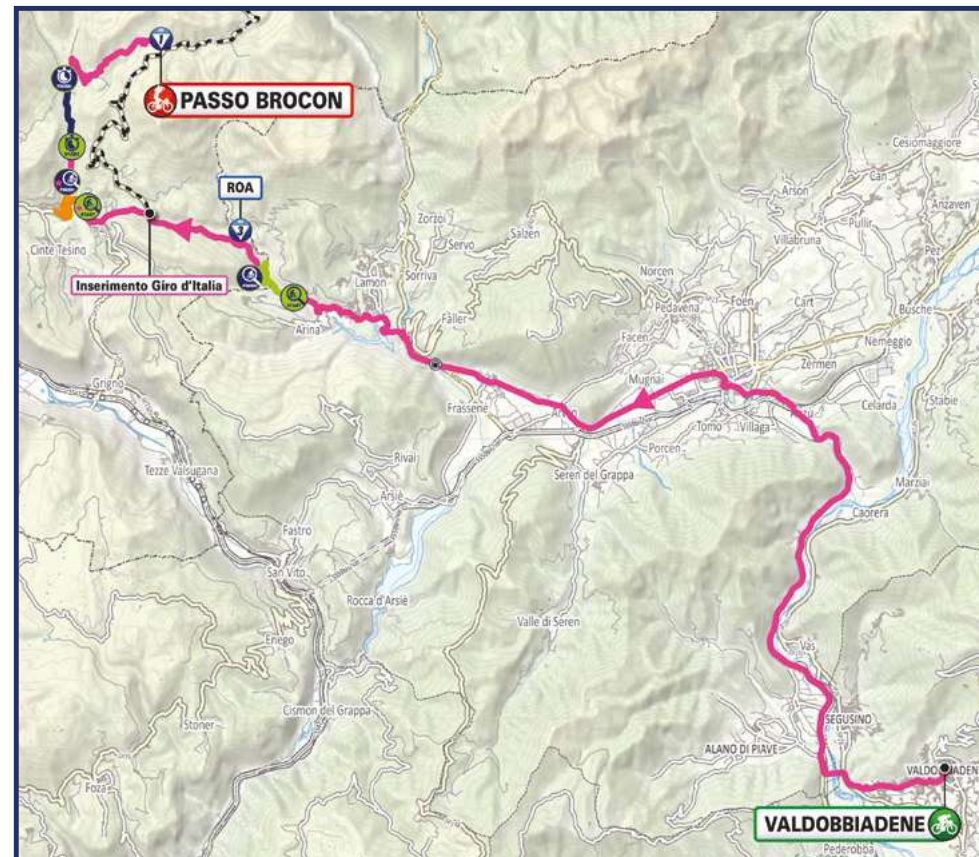 PASSO BROCON
Cesiomaggiore
Can
Arson
Anzaven
ROA
Zorzoi
Salzen
Villabruna
Pullir
Servo
Pez
Cinte Tesino
Sorriva
Norcen
Inserimento Giro d'Italia
Lamon
Foen
Cart
Pedavena
Busche
Fàller
Arina
Facen
Nemeggio
Zermen
Grigno
Mugnai
Stabie
Frassenè
Celarda
Tomo
Villaga
Porcen
Rivai
Tezze Valsugana
Seren del Grappa
Arsiè
Marziai
Caorera
Fastro
San Vito
Rocca d'Arsiè
Valle di Seren
Enego
Vas
Cismon del Grappa
Stoner
SEGUSINO
ALANO DI PIAVE
Foza
VALDOBBIADENE
Pederobba